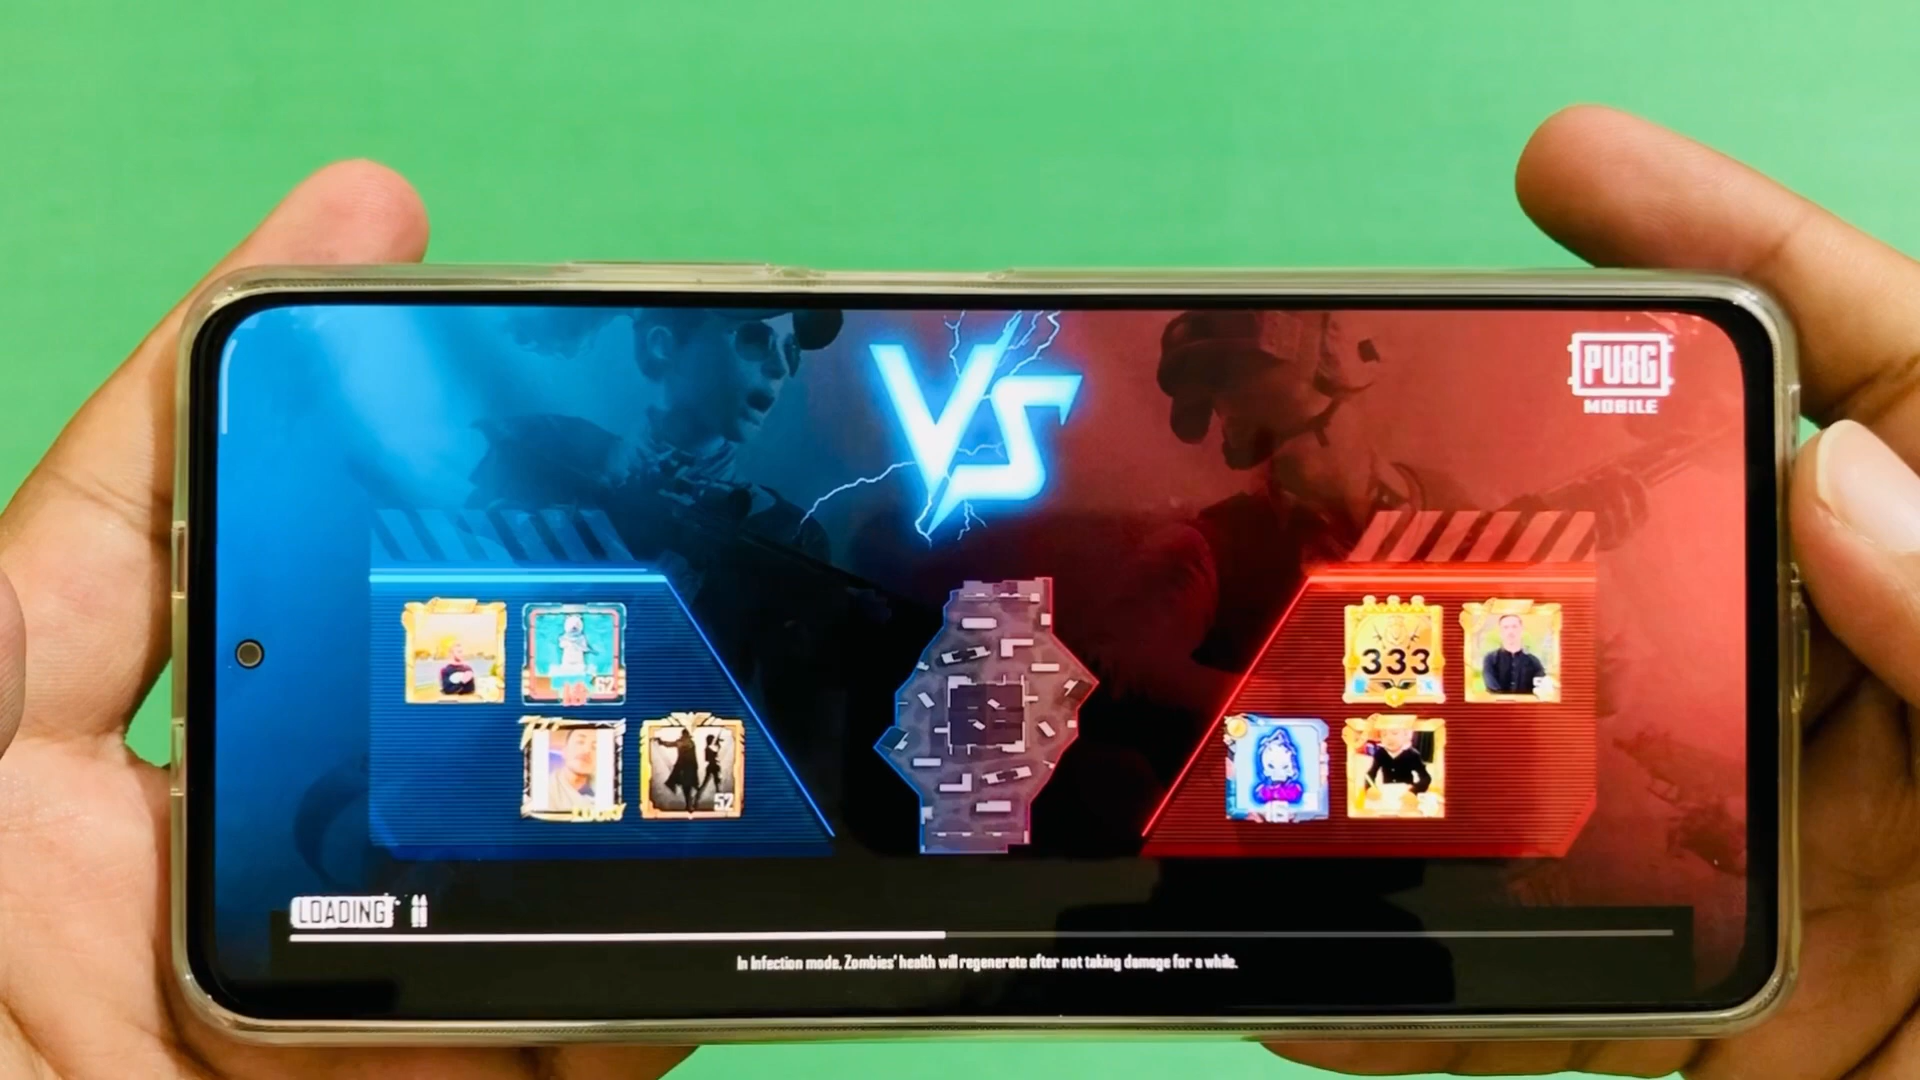 VS
PUBG
MOBILE
62
333
52
LOADING
In Infection mode, Zombies' health will regenerate after not taking damage for a while.